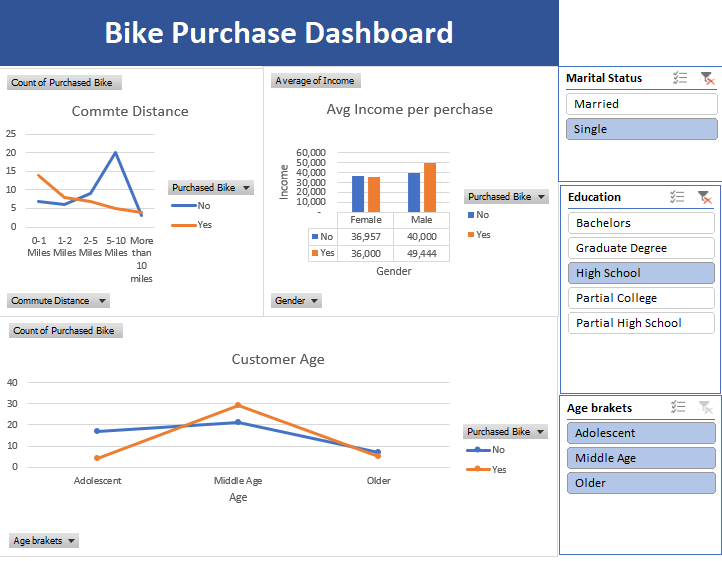 Bike Purchase Dashboard
Count of Purchased Bike
Commte Distance
25
20
15
10
5
0
0-1 Miles
1-2 Miles
2-5 Miles
5-10 Miles
More than 10 miles
Purchased Bike
No
Yes
Commute Distance
Average of Income
Avg Income per perchase
Income
60,000
50,000
40,000
30,000
20,000
10,000
-
Female Male
No 36,957 40,000
Yes 36,000 49,444
Gender
Purchased Bike
No
Yes
Gender
Count of Purchased Bike
Customer Age
40
30
20
10
0
Adolescent Middle Age Older
Age
Purchased Bike
No
Yes
Age brakets
Marital Status
Married
Single
Education
Bachelors
Graduate Degree
High School
Partial College
Partial High School
Age brakets
Adolescent
Middle Age
Older